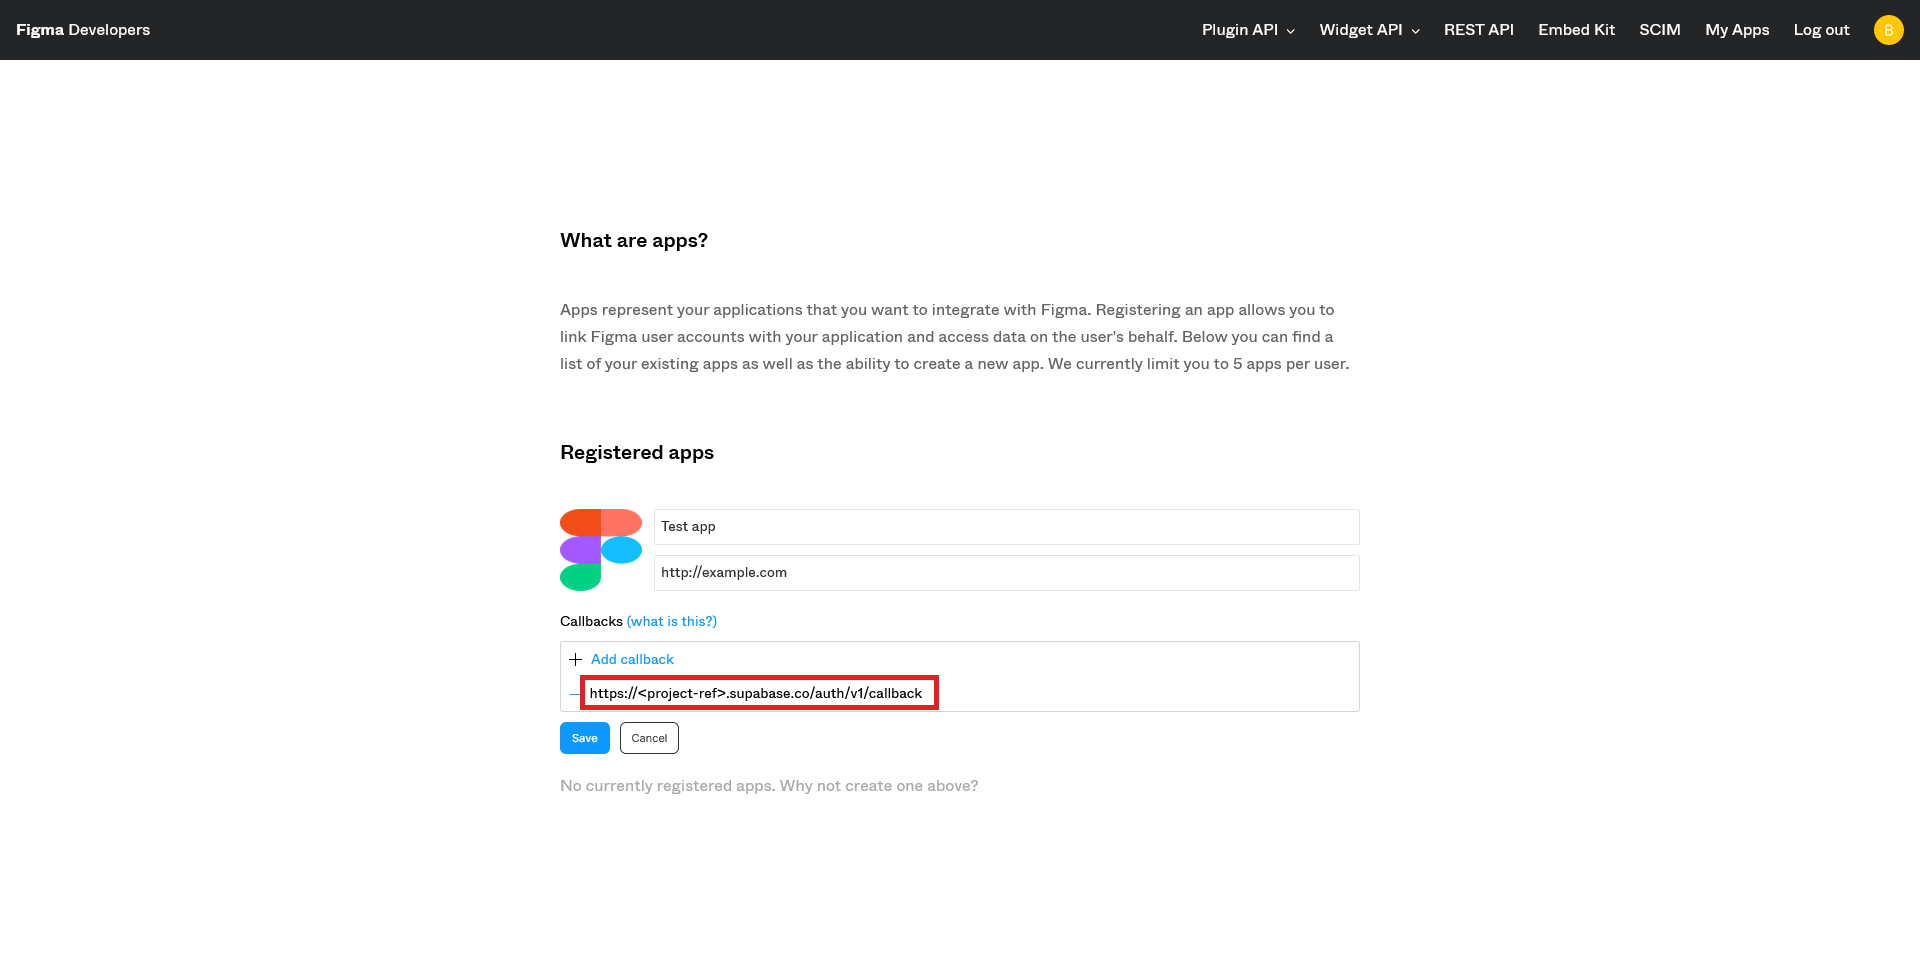 Figma Developers
Plugin API Widget API REST API Embed Kit SCIM My Apps Log out B
What are apps?
Apps represent your applications that you want to integrate with Figma. Registering an app allows you to
link Figma user accounts with your application and access data on the user's behalf. Below you can find a
list of your existing apps as well as the ability to create a new app. We currently limit you to 5 apps per user.
Registered apps
Test app
http://example.com
Callbacks (what is this?)
Add callback
https://<project-ref>.supabase.co/auth/v1/callback
Save Cancel
No currently registered apps. Why not create one above?